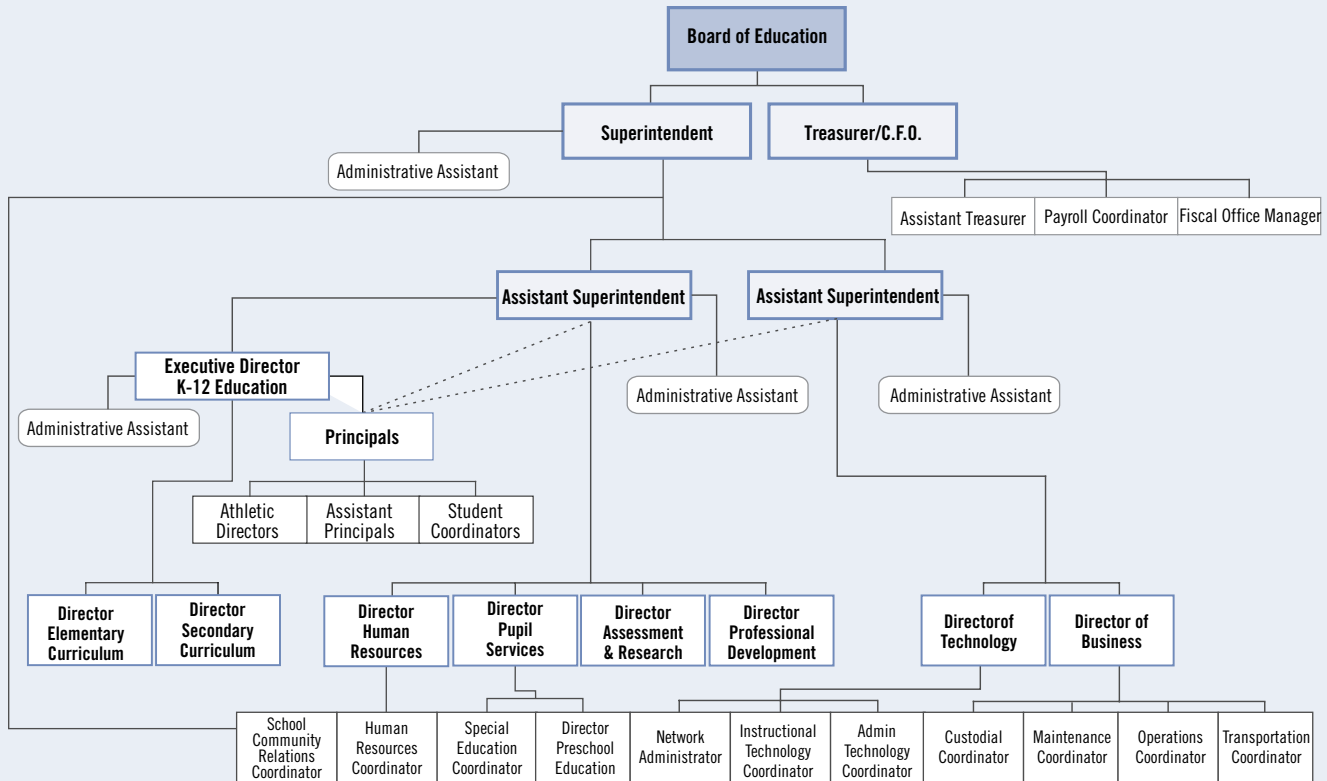 Board of Education
Superintendent
Treasurer/C.F.O.
Administrative Assistant
Assistant Treasurer
Payroll Coordinator
Fiscal Office Manager
Assistant Superintendent
Assistant Superintendent
Executive Director
K-12 Education
Administrative Assistant
Administrative Assistant
Administrative Assistant
Principals
Athletic
Directors
Assistant
Principals
Student
Coordinators
Director
Elementary
Curriculum
Director
Secondary
Curriculum
Director
Human
Resources
Director
Pupil
Services
Director
Assessment
& Research
Director
Professional
Development
Directorof
Technology
Director of
Business
School
Community
Relations
Coordinator
Human
Resources
Coordinator
Special
Education
Coordinator
Director
Preschool
Education
Network
Administrator
Instructional
Technology
Coordinator
Admin
Technology
Coordinator
Custodial
Coordinator
Maintenance
Coordinator
Operations
Coordinator
Transportation
Coordinator